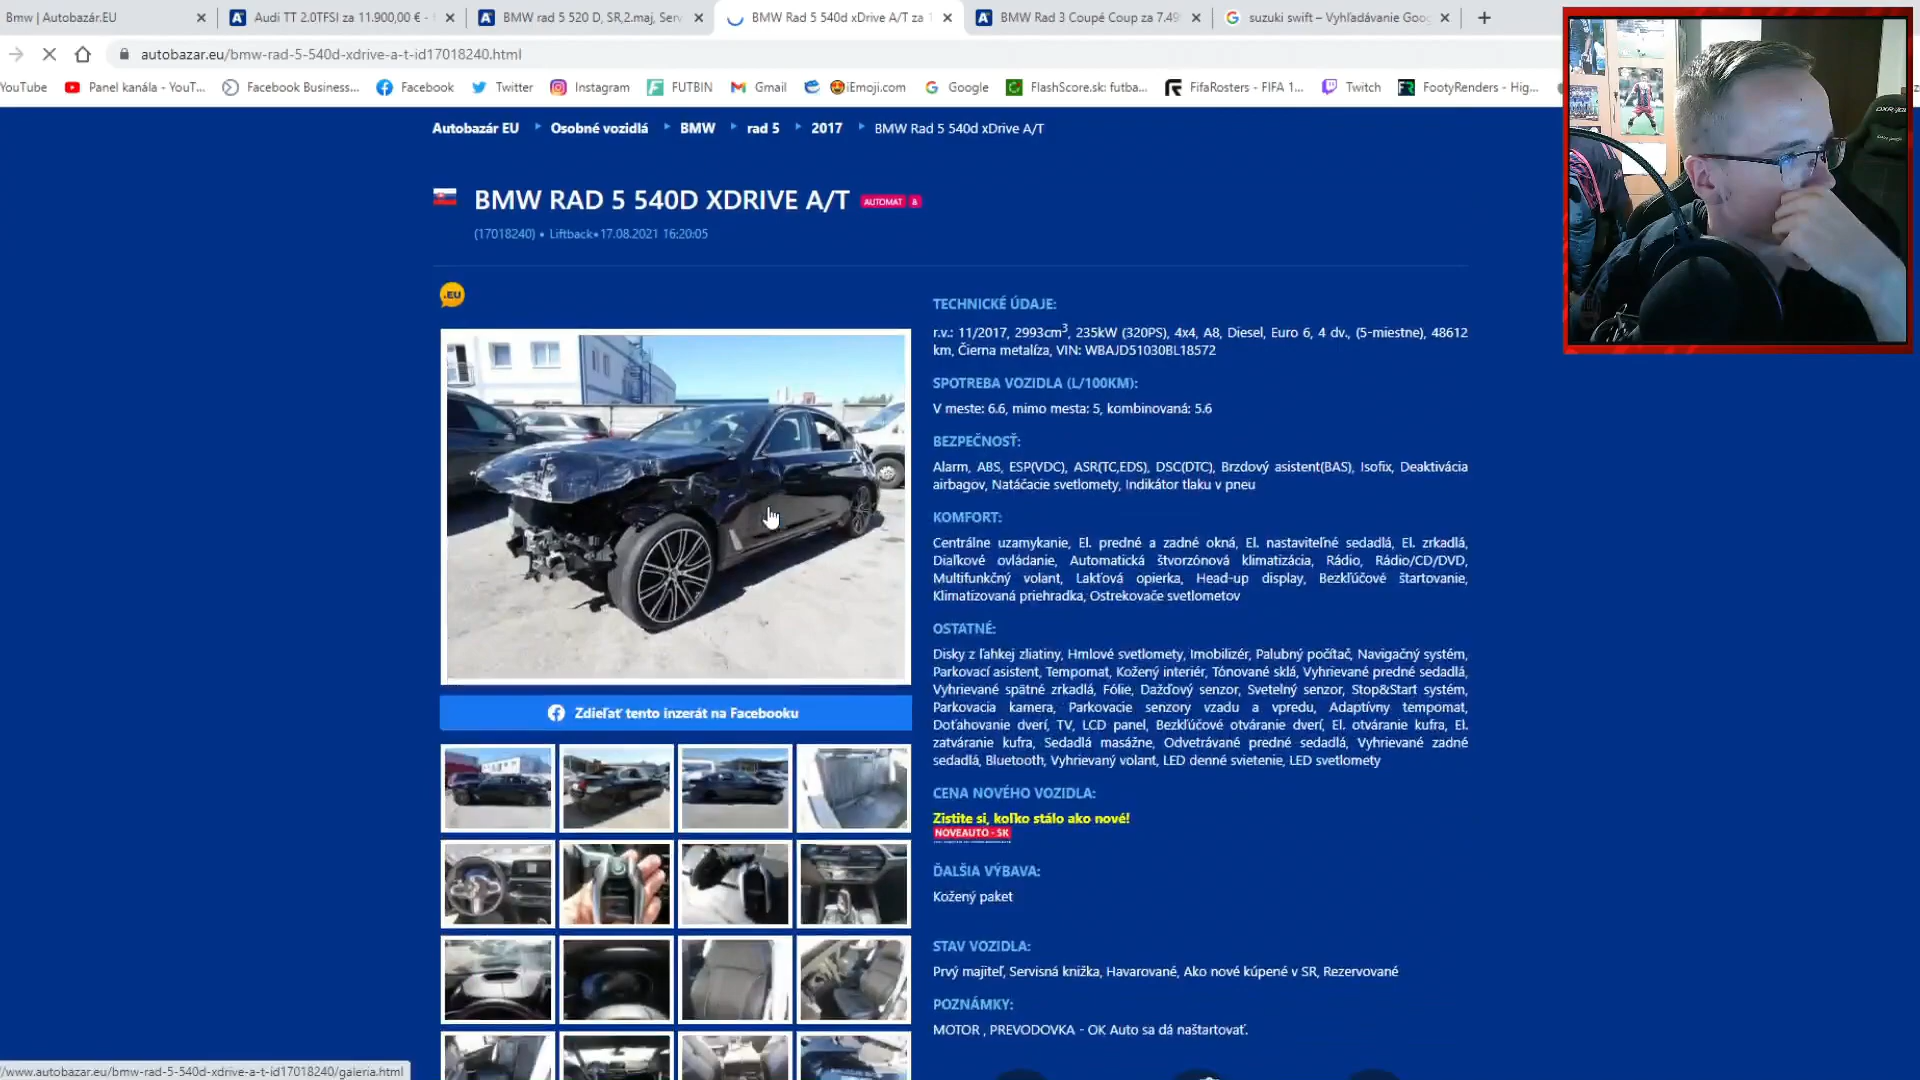 Bmw | Autobazár.EU
Audi TT 2.0TFSI za 11.900,00 € -
BMW rad 5 520 D, SR,2.maj, Serv
BMW Rad 5 540d xDrive A/T za
BMW Rad 3 Coupé Coup za 7.49
suzuki swift – Vyhľadávanie Goog
autobazar.eu/bmw-rad-5-540d-xdrive-a-t-id17018240.html
YouTube
Panel kanála - YouT...
Facebook Business...
Facebook
Twitter
Instagram
FUTBIN
Gmail
iEmoji.com
Google
FlashScore.sk: futba...
FifaRosters - FIFA 1...
Twitch
FootyRenders - Hig...
Autobazár EU
Osobné vozidlá
BMW
rad 5
2017
BMW Rad 5 540d xDrive A/T
BMW RAD 5 540D XDRIVE A/T
AUTOMAT 8
(17018240) • Liftback • 17.08.2021 16:20:05
.EU
Zdieľať tento inzerát na Facebooku
TECHNICKÉ ÚDAJE:
r.v.: 11/2017, 2993cm3, 235kW (320PS), 4x4, A8, Diesel, Euro 6, 4 dv., (5-miestne), 48612
km, Čierna metalíza, VIN: WBAJD51030BL18572
SPOTREBA VOZIDLA (L/100KM):
V meste: 6.6, mimo mesta: 5, kombinovaná: 5.6
BEZPEČNOSŤ:
Alarm, ABS, ESP(VDC), ASR(TC,EDS), DSC(DTC), Brzdový asistent(BAS), Isofix, Deaktivácia
airbagov, Natáčacie svetlomety, Indikátor tlaku v pneu
KOMFORT:
Centrálne uzamykanie, El. predné a zadné okná, El. nastaviteľné sedadlá, El. zrkadlá,
Diaľkové ovládanie, Automatická štvorzónová klimatizácia, Rádio, Rádio/CD/DVD,
Multifunkčný volant, Lakťová opierka, Head-up display, Bezkľúčové štartovanie,
Klimatizovaná priehradka, Ostrekovače svetlometov
OSTATNÉ:
Disky z ľahkej zliatiny, Hmlové svetlomety, Imobilizér, Palubný počítač, Navigačný systém,
Parkovací asistent, Tempomat, Kožený interiér, Tónované sklá, Vyhrievané predné sedadlá,
Vyhrievané spätné zrkadlá, Fólie, Dažďový senzor, Svetelný senzor, Stop&Start systém,
Parkovacia kamera, Parkovacie senzory vzadu a vpredu, Adaptívny tempomat,
Doťahovanie dverí, TV, LCD panel, Bezkľúčové otváranie dverí, El. otváranie kufra, El.
zatváranie kufra, Sedadlá masážne, Odvetrávané predné sedadlá, Vyhrievané zadné
sedadlá, Bluetooth, Vyhrievaný volant, LED denné svietenie, LED svetlomety
CENA NOVÉHO VOZIDLA:
Zistite si, koľko stálo ako nové!
NOVEAUTO - SK
ĎALŠIA VÝBAVA:
Kožený paket
STAV VOZIDLA:
Prvý majiteľ, Servisná knižka, Havarované, Ako nové kúpené v SR, Rezervované
POZNÁMKY:
MOTOR , PREVODOVKA - OK Auto sa dá naštartovať.
/www.autobazar.eu/bmw-rad-5-540d-xdrive-a-t-id17018240/galeria.html